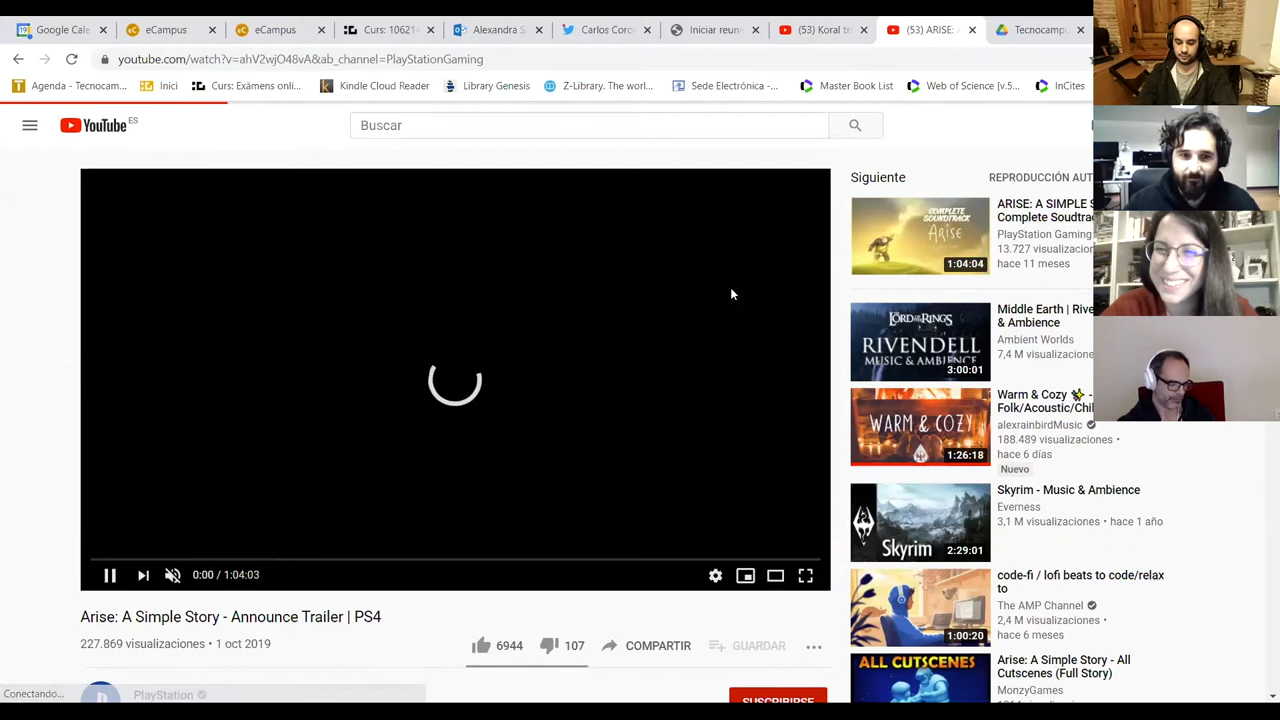 Google Cal
eCampus
eCampus
Curs: 1
Alexand
Twitter
Carlos Coro
Iniciar reuni
(53) Koral to
(53) ARISE: A
Tecnocamp
youtube.com/watch?v=ahV2wjO48vA&ab_channel=PlayStationGaming
Agenda - Tecnocam...
Inici
Curs: Exàmens onli...
Kindle Cloud Reader
Library Genesis
Z-Library. The worl...
Sede Electrónica -...
Master Book List
Web of Science [v.5...
InCites
YouTube ES
Buscar
Siguiente
REPRODUCCIÓN AUT
COMPLETE
SOUNDTRACK
ARISE
1:04:04
ARISE: A SIMPLE S
Complete Soudtra
PlayStation Gaming
13.727 visualizacion
hace 11 meses
THE LORD OF THE RINGS
RIVENDELL
MUSIC & AMBIENCE
3:00:01
Middle Earth | Rive
& Ambience
Ambient Worlds
7,4 M visualizacione
WARM & COZY
1:26:18
Warm & Cozy -
Folk/Acoustic/Chi
alexrainbirdMusic
188.489 visualizaciones •
hace 6 días
Nuevo
Skyrim
2:29:01
Skyrim - Music & Ambience
Everness
3,1 M visualizaciones • hace 1 año
1:00:20
code-fi / lofi beats to code/relax
to
The AMP Channel
2,4 M visualizaciones •
hace 6 meses
ALL CUTSCENES
Arise: A Simple Story - All
Cutscenes (Full Story)
MonzyGames
0:00 / 1:04:03
Arise: A Simple Story - Announce Trailer | PS4
227.869 visualizaciones • 1 oct 2019
6944
107
COMPARTIR
GUARDAR
Conectando...
PlayStation
SUSCRIBIRSE